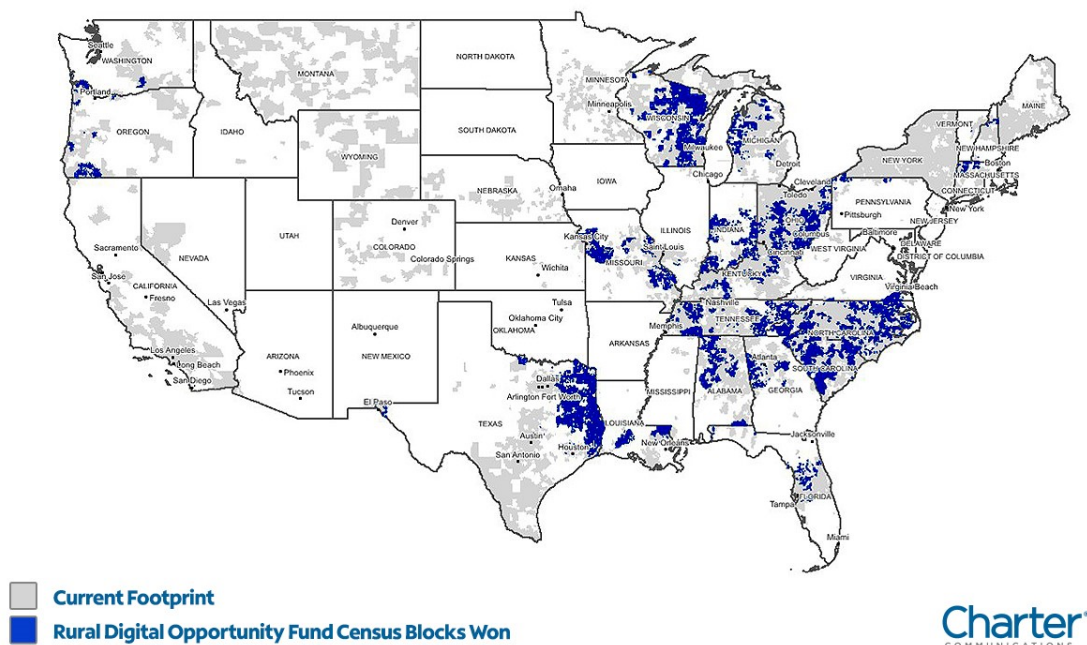 Seattle
WASHINGTON
Portland
OREGON
IDAHO
MONTANA
WYOMING
NORTH DAKOTA
SOUTH DAKOTA
NEBRASKA
Omaha
MINNESOTA
Minneapolis
IOWA
WISCONSIN
Milwaukee
Chicago
MICHIGAN
Detroit
Sacramento
San Jose
CALIFORNIA
Fresno
NEVADA
Las Vegas
Los Angeles
Long Beach
San Diego
UTAH
Denver
COLORADO
Colorado Springs
KANSAS
Wichita
Kansas City
MISSOURI
Saint Louis
ILLINOIS
INDIANA
Toledo
Cleveland
OHIO
Columbus
Cincinnati
KENTUCKY
WEST VIRGINIA
VIRGINIA
Virginia Beach
PENNSYLVANIA
Pittsburgh
NEW YORK
VERMONT
MAINE
NEW HAMPSHIRE
Boston
MASSACHUSETTS
CONNECTICUT
New York
NEW JERSEY
Baltimore
DELAWARE
DISTRICT OF COLUMBIA
ARIZONA
Phoenix
Tucson
Albuquerque
NEW MEXICO
El Paso
Tulsa
Oklahoma City
OKLAHOMA
ARKANSAS
Dallas
Arlington Fort Worth
TEXAS
Austin
San Antonio
Houston
LOUISIANA
New Orleans
MISSISSIPPI
Memphis
Nashville
TENNESSEE
NORTH CAROLINA
SOUTH CAROLINA
Atlanta
ALABAMA
GEORGIA
Jacksonville
Tampa
FLORIDA
Miami
Current Footprint
Rural Digital Opportunity Fund Census Blocks Won
Charter
COMMUNICATIONS